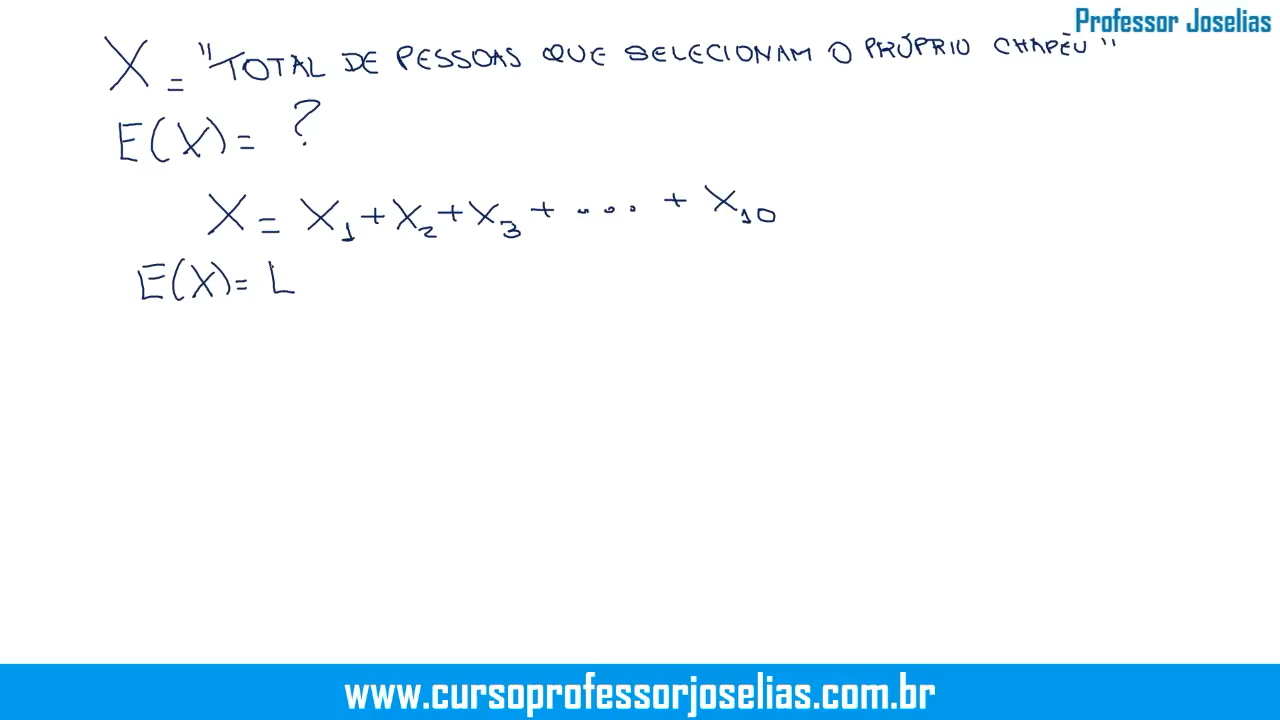 Professor Joselias
X = "TOTAL DE PESSOAS QUE SELECIONAM O PRÓPRIO CHAPÉU"
E(X) = ?
X = X₁ + X₂ + X₃ + .... + X₁₀
E(X) = L
www.cursoprofessorjoselias.com.br